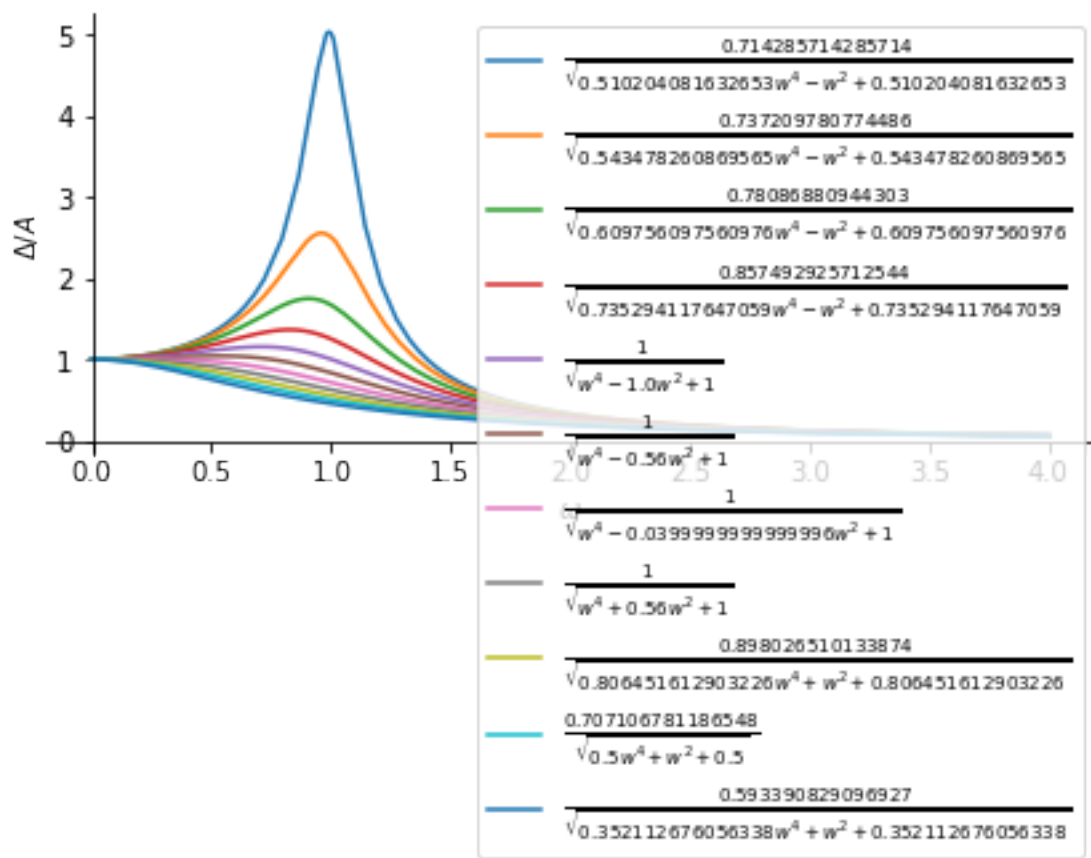 5
4
3
2
1
0
Δ/A
0.0 0.5 1.0 1.5 2.0 2.5 3.0 3.5 4.0
0.714285714285714
√0.510204081632653w⁴ − w² + 0.510204081632653
0.737209780774486
√0.543478260869565w⁴ − w² + 0.543478260869565
0.78086880944303
√0.609756097560976w⁴ − w² + 0.609756097560976
0.857492925712544
√0.735294117647059w⁴ − w² + 0.735294117647059
1
√w⁴ − 1.0w² + 1
1
√w⁴ − 0.56w² + 1
1
√w⁴ − 0.0399999999999996w² + 1
1
√w⁴ + 0.56w² + 1
0.898026510133874
√0.806451612903226w⁴ + w² + 0.806451612903226
0.707106781186548
√0.5w⁴ + w² + 0.5
0.593390829096927
√0.352112676056338w⁴ + w² + 0.352112676056338